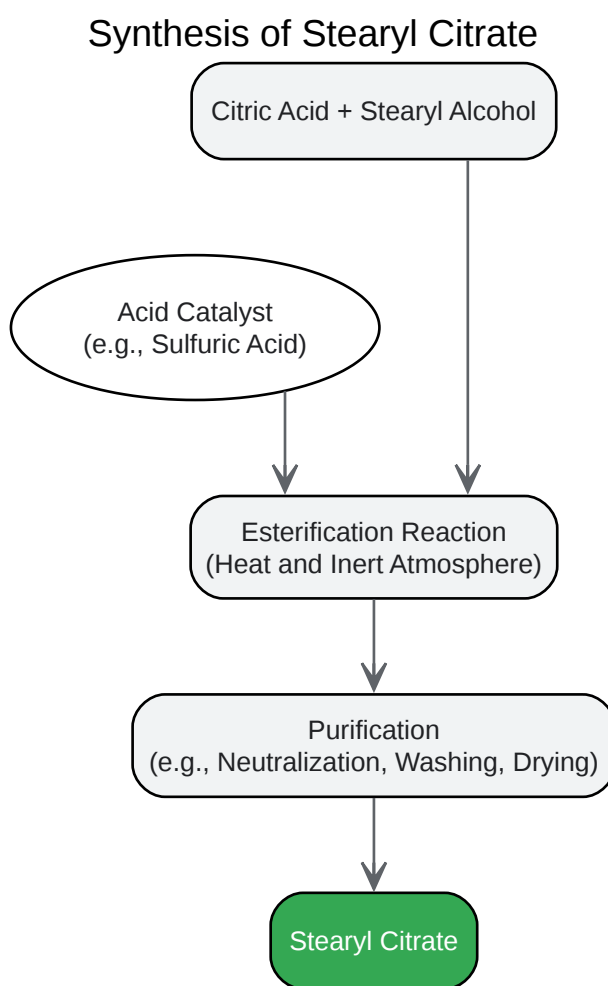 Synthesis of Stearyl Citrate
Citric Acid + Stearyl Alcohol
Acid Catalyst
(e.g., Sulfuric Acid)
Esterification Reaction
(Heat and Inert Atmosphere)
Purification
(e.g., Neutralization, Washing, Drying)
Stearyl Citrate